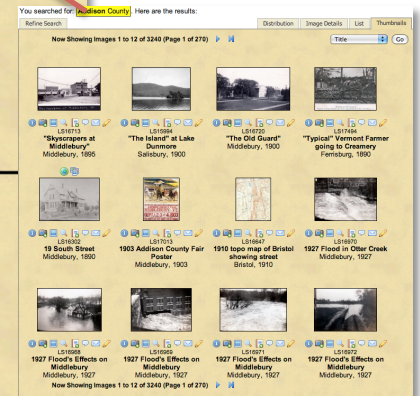 You searched for: Addison County. Here are the results:
Refine Search
Distribution
Image Details
List
Thumbnails
Now Showing Images 1 to 12 of 3240 (Page 1 of 270)
Title
Go
LS16713
"Skyscrapers at
Middlebury"
Middlebury, 1895
LS15994
"The Island" at Lake
Dunmore
Salisbury, 1900
LS16720
"The Old Guard"
Middlebury, 1900
LS17494
"Typical" Vermont Farmer
going to Creamery
Ferrisburg, 1890
LS16302
19 South Street
Middlebury, 1890
LS17013
1903 Addison County Fair
Poster
Middlebury, 1903
LS16647
1910 topo map of Bristol
showing street
Bristol, 1910
LS16970
1927 Flood in Otter Creek
Middlebury, 1927
LS16968
1927 Flood's Effects on
Middlebury
Middlebury, 1927
LS16969
1927 Flood's Effects on
Middlebury
Middlebury, 1927
LS16971
1927 Flood's Effects on
Middlebury
Middlebury, 1927
LS16972
1927 Flood's Effects on
Middlebury
Middlebury, 1927
Now Showing Images 1 to 12 of 3240 (Page 1 of 270)